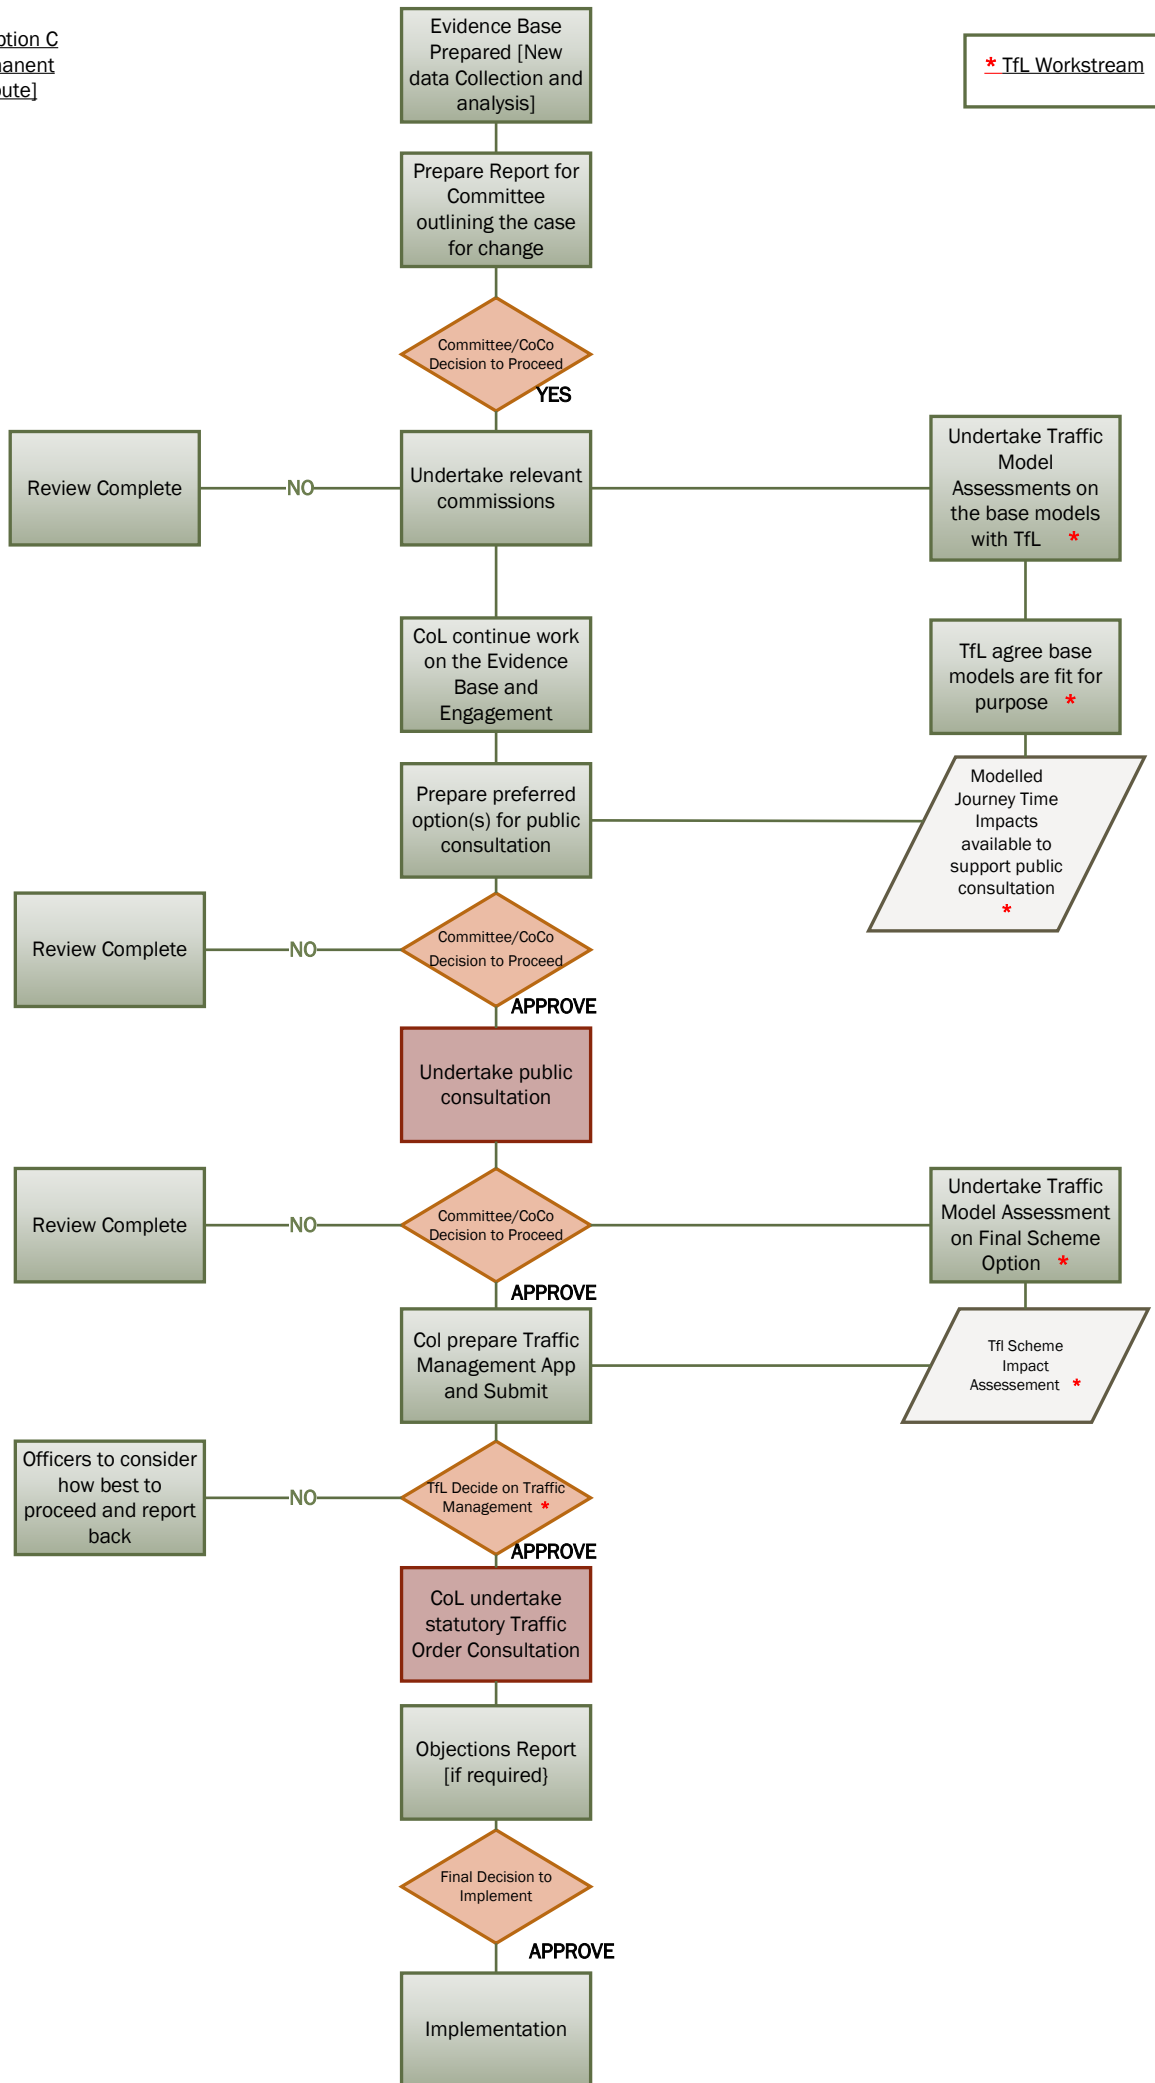 ption C
nanent
oute]
* TfL Workstream
Evidence Base
Prepared [New
data Collection and
analysis]
Prepare Report for
Committee
outlining the case
for change
Committee/CoCo
Decision to Proceed
YES
Review Complete
NO
Undertake relevant
commissions
Undertake Traffic
Model
Assessments on
the base models
with TfL *
CoL continue work
on the Evidence
Base and
Engagement
TfL agree base
models are fit for
purpose *
Prepare preferred
option(s) for public
consultation
Modelled
Journey Time
Impacts
available to
support public
consultation
*
Review Complete
NO
Committee/CoCo
Decision to Proceed
APPROVE
Undertake public
consultation
Review Complete
NO
Committee/CoCo
Decision to Proceed
APPROVE
Undertake Traffic
Model Assessment
on Final Scheme
Option *
Col prepare Traffic
Management App
and Submit
Tfl Scheme
Impact
Assessement *
Officers to consider
how best to
proceed and report
back
NO
TfL Decide on Traffic
Management *
APPROVE
CoL undertake
statutory Traffic
Order Consultation
Objections Report
[if required}
Final Decision to
Implement
APPROVE
Implementation